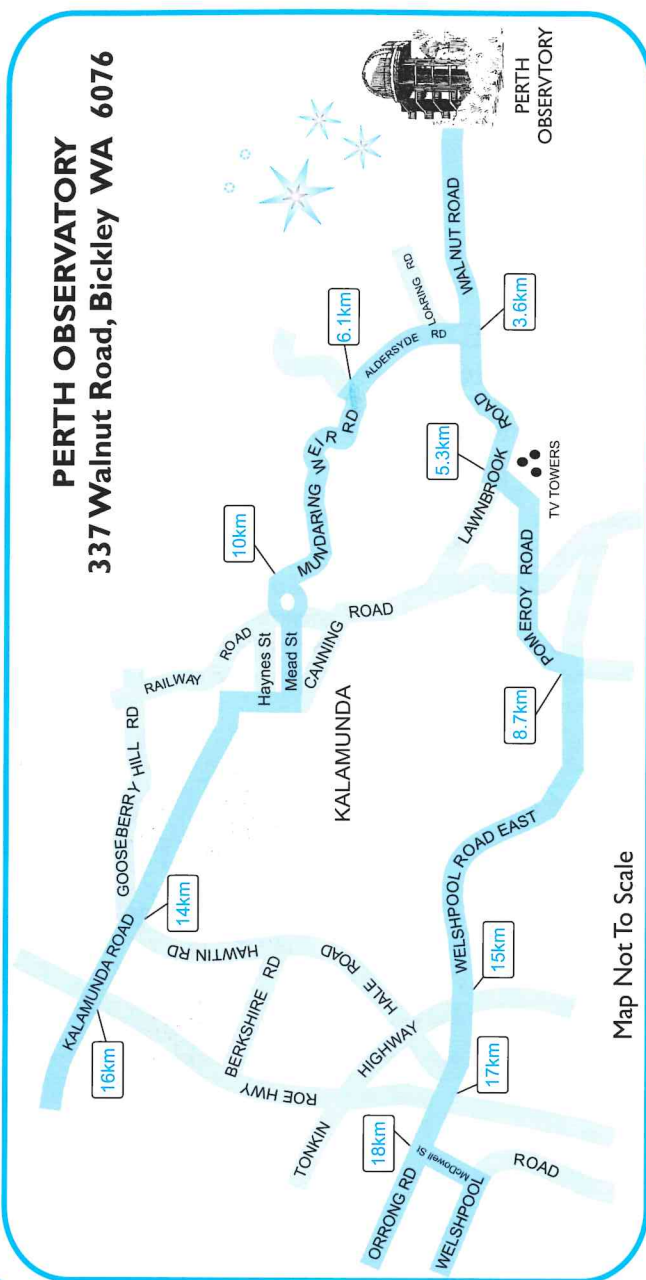 PERTH OBSERVATORY
337 Walnut Road, Bickley WA 6076
PERTH
OBSERVTORY
WALNUT ROAD
LOARING RD
ALDERSYDE RD
3.6km
6.1km
MUNDARING WEIR RD
10km
LAWNBROOK ROAD
5.3km
TV TOWERS
POMEROY ROAD
8.7km
RAILWAY ROAD
Haynes St
Mead St
CANNING ROAD
KALAMUNDA
GOOSEBERRY HILL RD
KALAMUNDA ROAD
14km
16km
HAWTIN RD
BERKSHIRE RD
HALE ROAD
ROE HWY
TONKIN HIGHWAY
WELSHPOOL ROAD EAST
15km
17km
18km
ORRONG RD
McDowell St
WELSHPOOL ROAD
Map Not To Scale